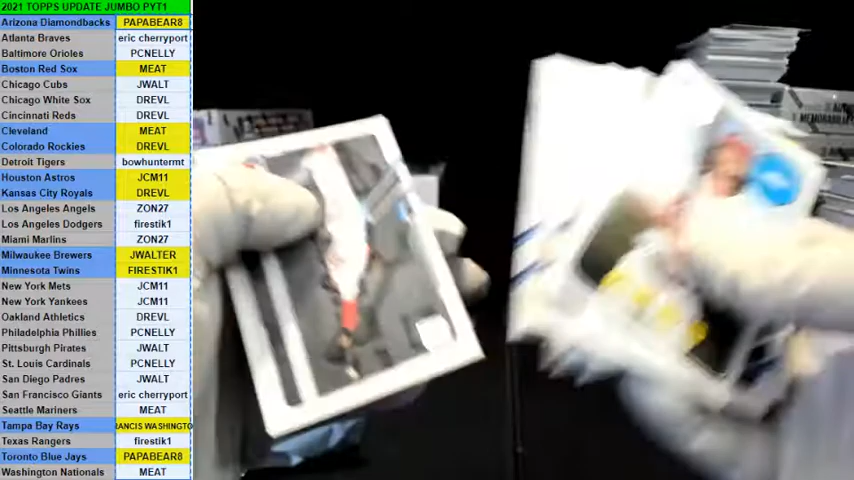 2021 TOPPS UPDATE JUMBO PYT1
Arizona Diamondbacks PAPABEAR8
Atlanta Braves eric cherryport
Baltimore Orioles PCNELLY
Boston Red Sox MEAT
Chicago Cubs JWALT
Chicago White Sox DREVL
Cincinnati Reds DREVL
Cleveland MEAT
Colorado Rockies DREVL
Detroit Tigers bowhuntermt
Houston Astros JCM11
Kansas City Royals DREVL
Los Angeles Angels ZON27
Los Angeles Dodgers firestik1
Miami Marlins ZON27
Milwaukee Brewers JWALTER
Minnesota Twins FIRESTIK1
New York Mets JCM11
New York Yankees JCM11
Oakland Athletics DREVL
Philadelphia Phillies PCNELLY
Pittsburgh Pirates JWALT
St. Louis Cardinals PCNELLY
San Diego Padres JWALT
San Francisco Giants eric cherryport
Seattle Mariners MEAT
Tampa Bay Rays RANCIS WASHINGTO
Texas Rangers firestik1
Toronto Blue Jays PAPABEAR8
Washington Nationals MEAT
MEMORABILIA